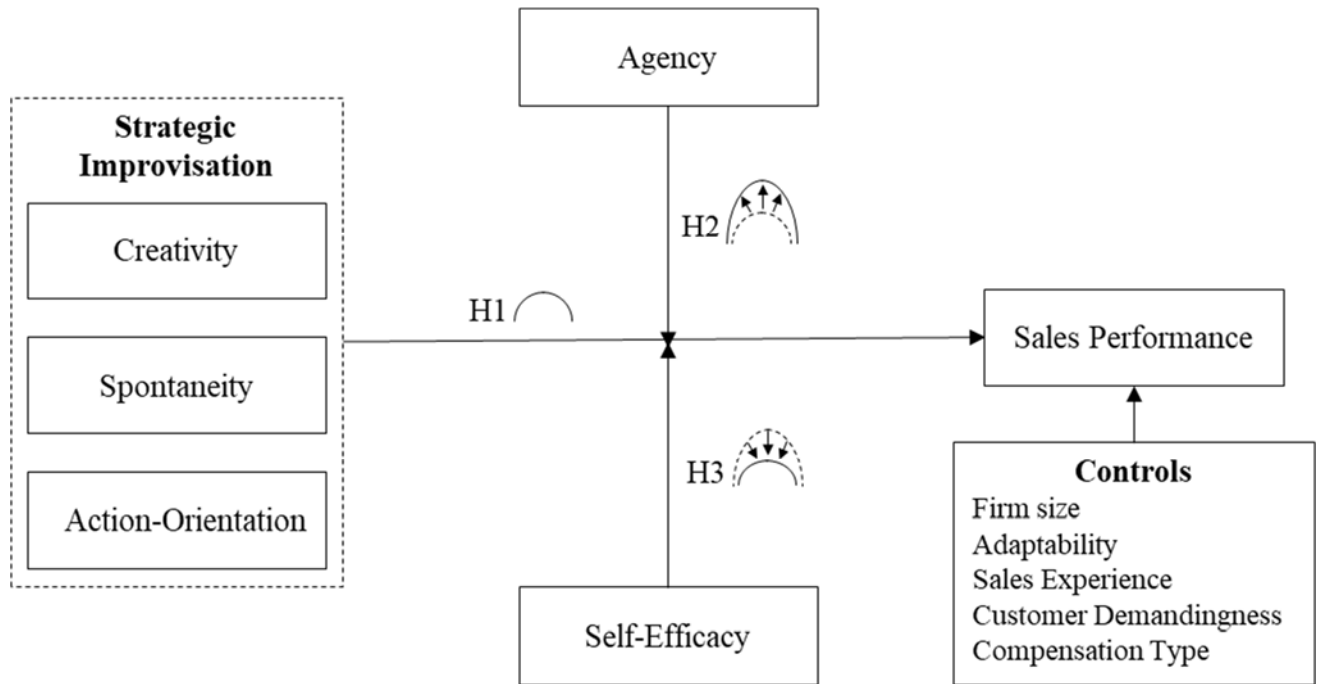 Agency
Strategic
Improvisation
Creativity
Spontaneity
Action-Orientation
H1
H2
H3
Self-Efficacy
Sales Performance
Controls
Firm size
Adaptability
Sales Experience
Customer Demandingness
Compensation Type